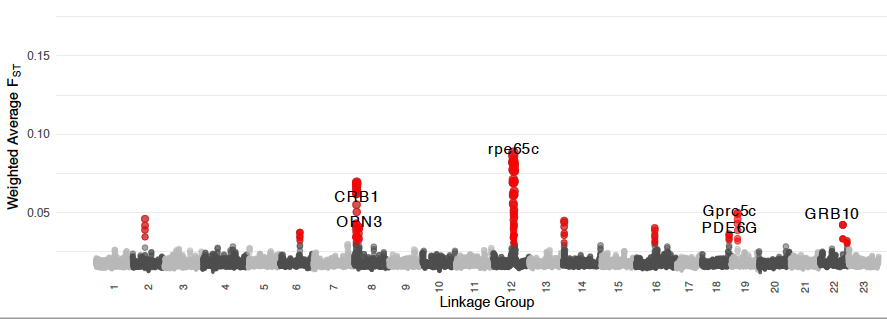 Weighted Average FST
0.15
0.10
0.05
rpe65c
CRB1
OPN3
Gprc5c
PDE6G
GRB10
1 2 3 4 5 6 7 8 9 10 11 12 13 14 15 16 17 18 19 20 21 22 23
Linkage Group